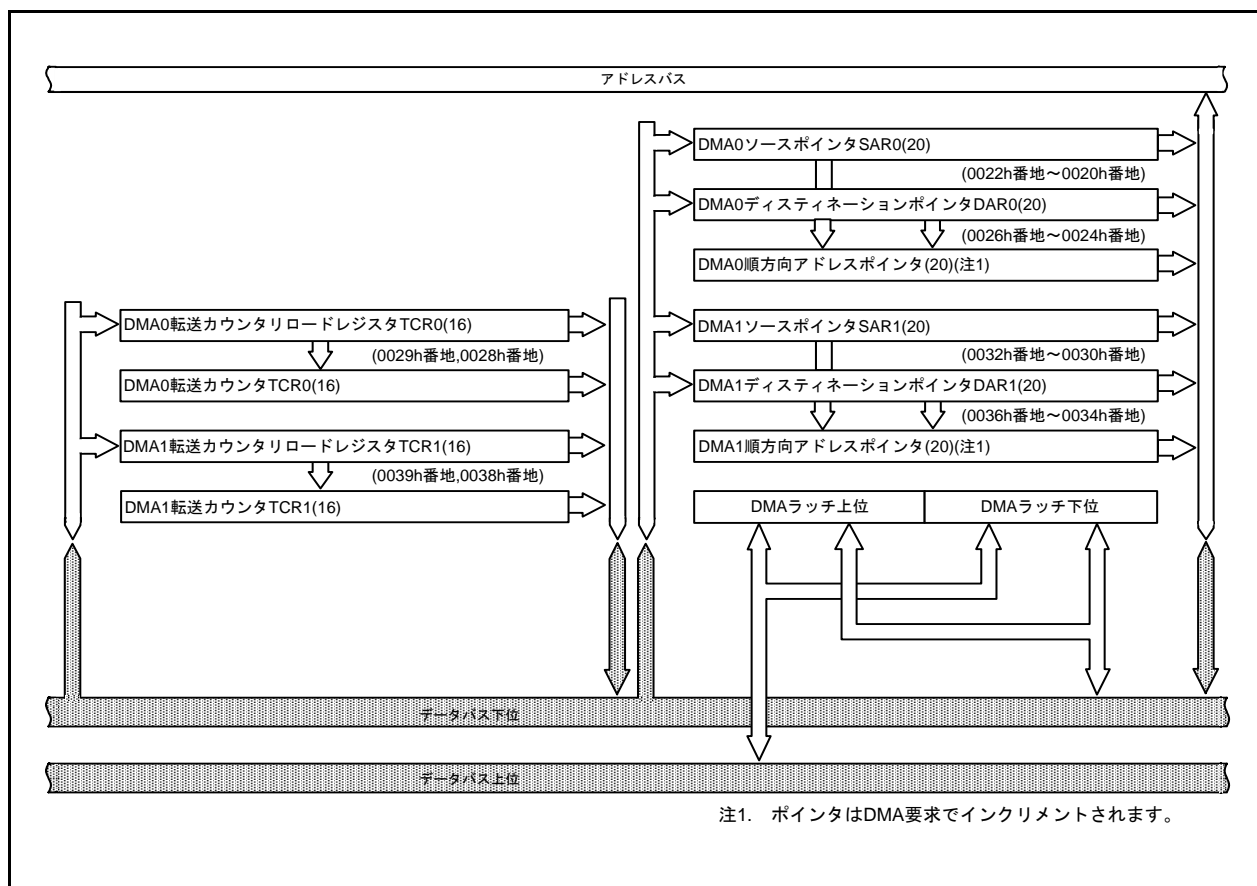 アドレスバス
DMA0ソースポインタSAR0(20)
(0022h番地～0020h番地)
DMA0ディスティネーションポインタDAR0(20)
(0026h番地～0024h番地)
DMA0順方向アドレスポインタ(20)(注1)
DMA0転送カウンタリロードレジスタTCR0(16)
(0029h番地,0028h番地)
DMA0転送カウンタTCR0(16)
DMA1転送カウンタリロードレジスタTCR1(16)
(0039h番地,0038h番地)
DMA1転送カウンタTCR1(16)
DMA1ソースポインタSAR1(20)
(0032h番地～0030h番地)
DMA1ディスティネーションポインタDAR1(20)
(0036h番地～0034h番地)
DMA1順方向アドレスポインタ(20)(注1)
DMAラッチ上位
DMAラッチ下位
データバス下位
データバス上位
注1. ポインタはDMA要求でインクリメントされます。